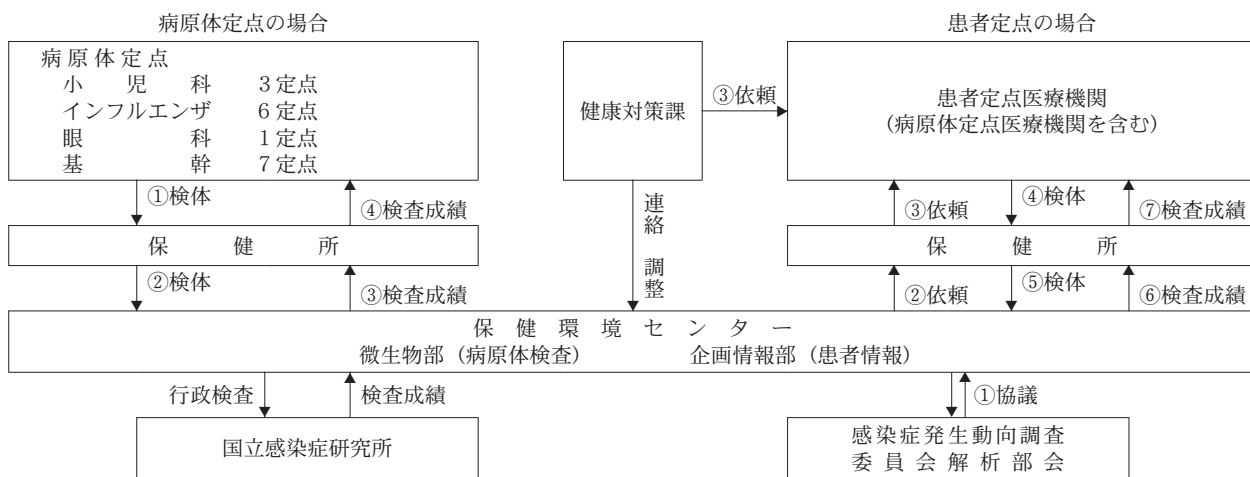 病原体定点の場合
患者定点の場合
病原体定点
小児科 3定点
インフルエンザ 6定点
眼科 1定点
基幹 7定点
健康対策課
③依頼
患者定点医療機関
(病原体定点医療機関を含む)
①検体
④検査成績
連絡 調整
③依頼
④検体
⑦検査成績
保健所
保健所
②検体
③検査成績
②依頼
⑤検体
⑥検査成績
保健環境センター
微生物部(病原体検査) 企画情報部(患者情報)
行政検査
検査成績
①協議
国立感染症研究所
感染症発生動向調査
委員会解析部会